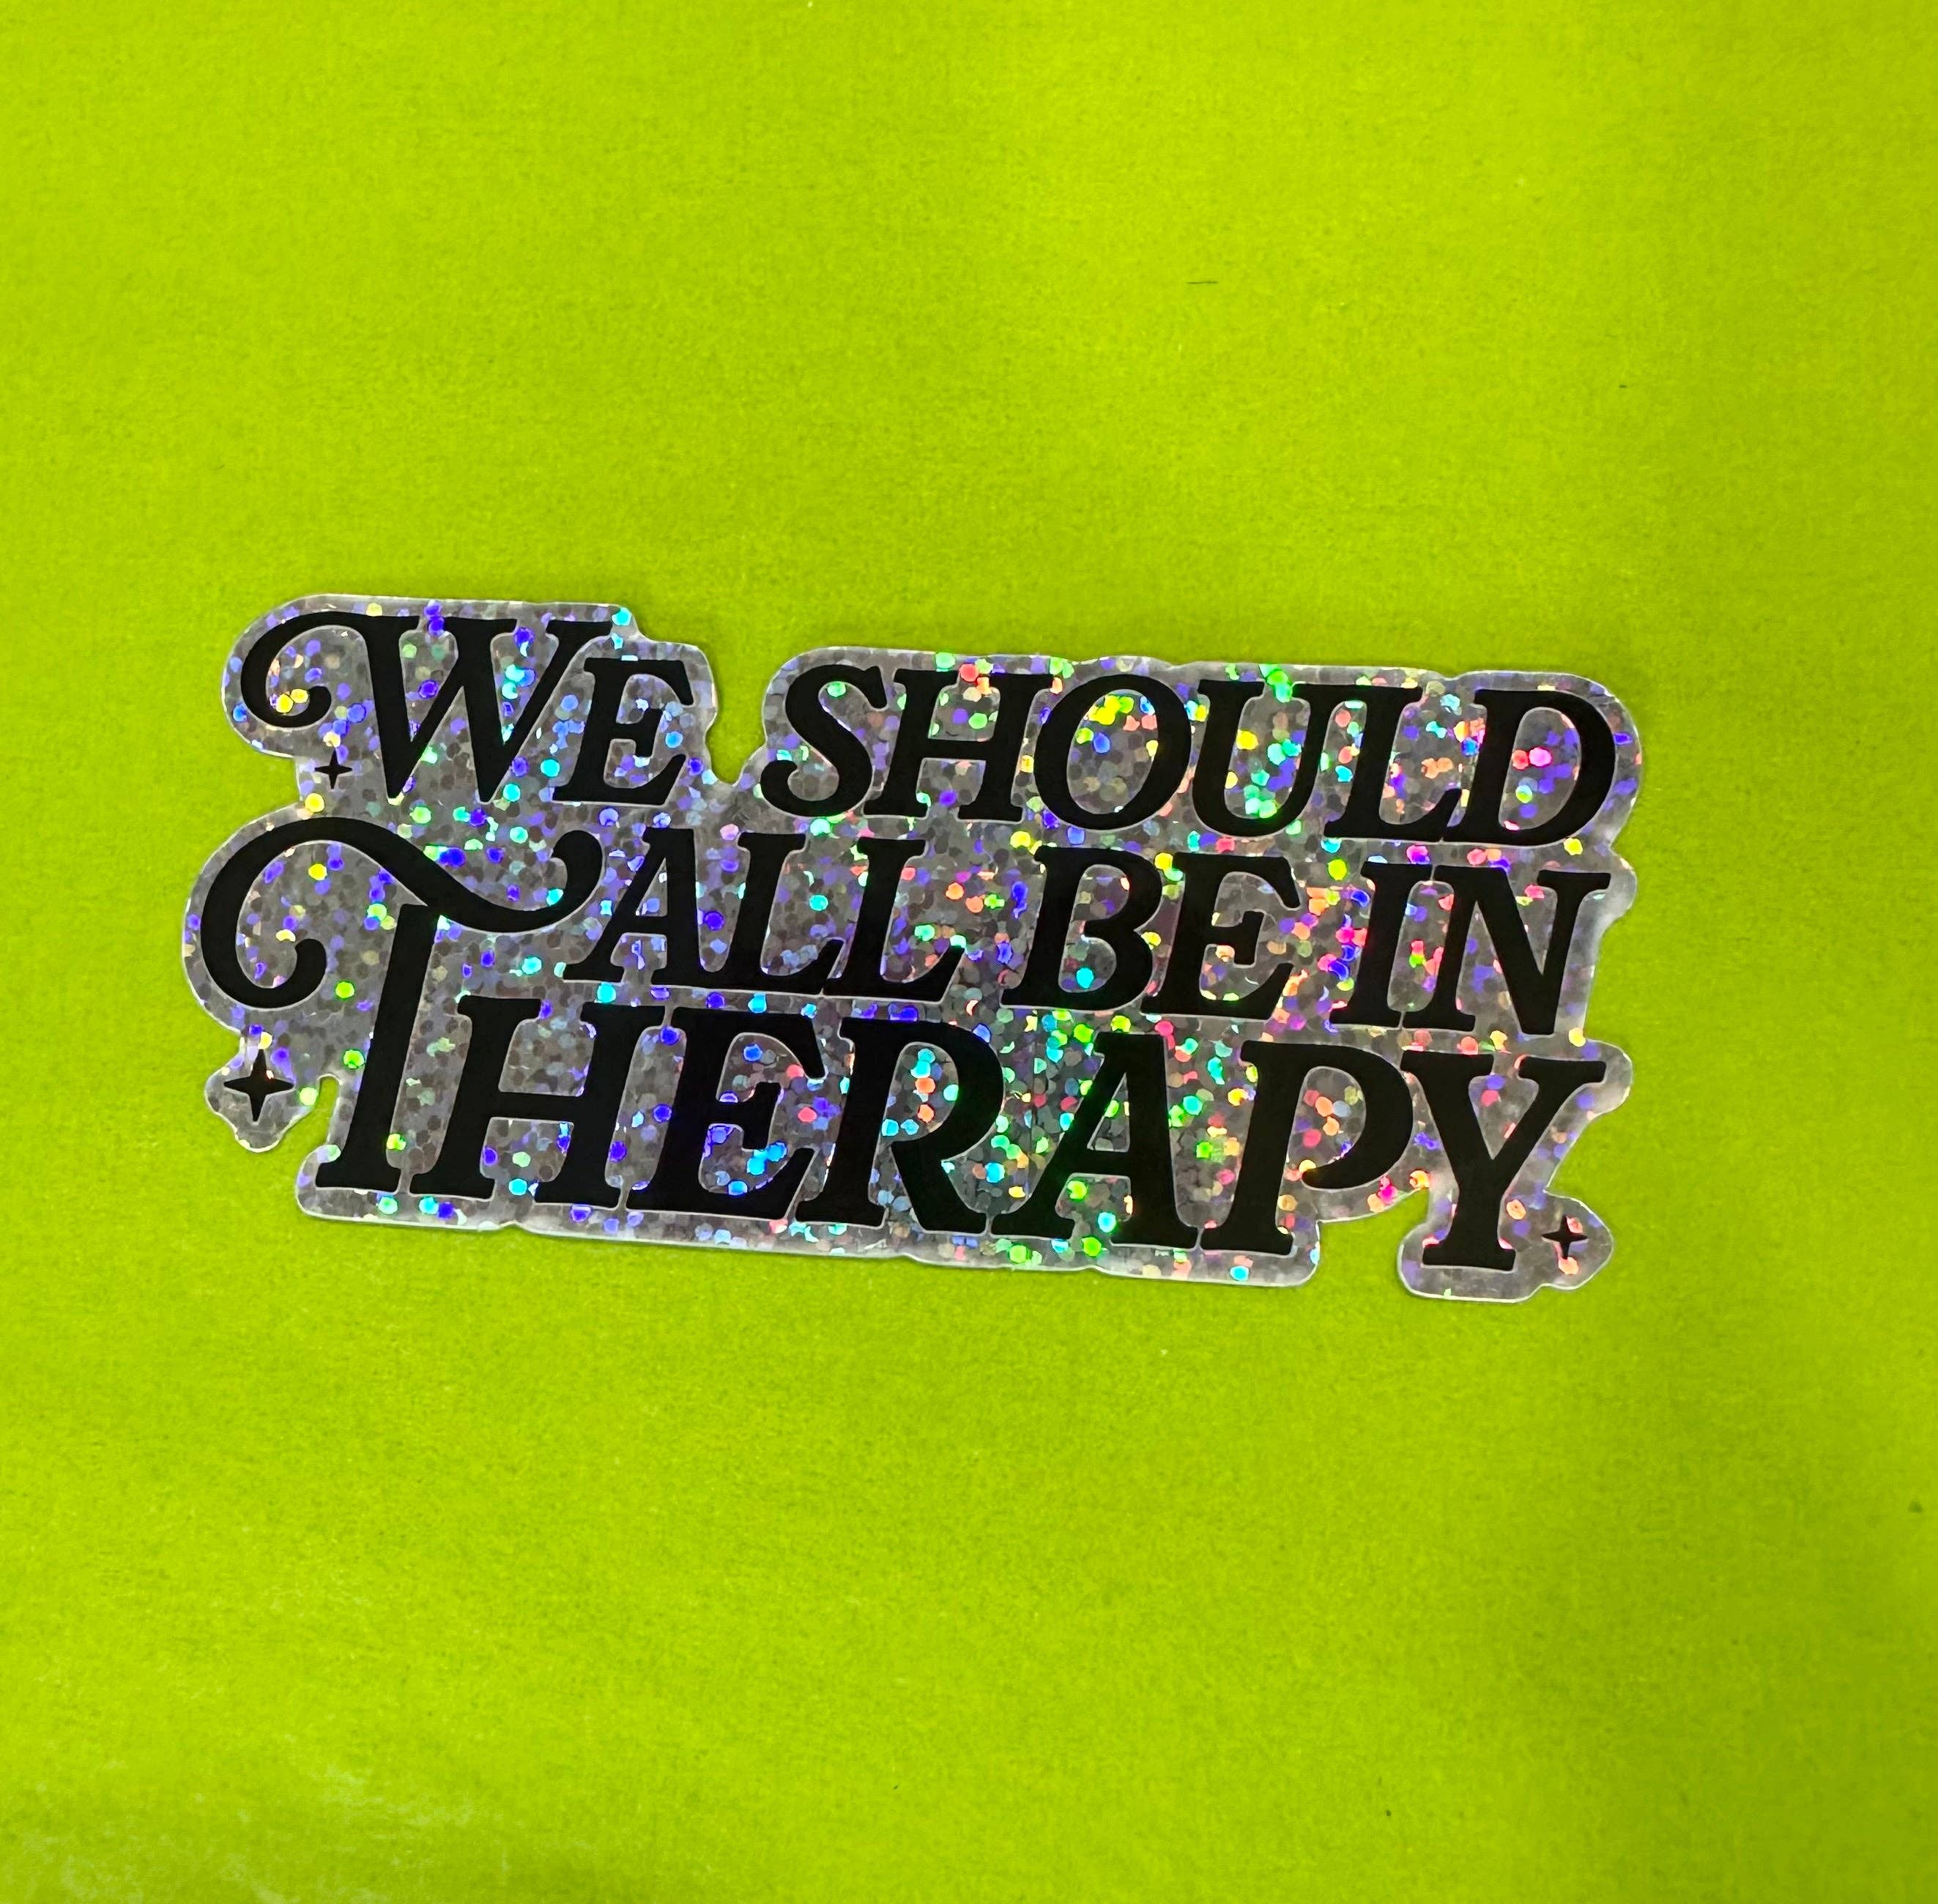 WE SHOULD
ALL BE IN
THERAPY